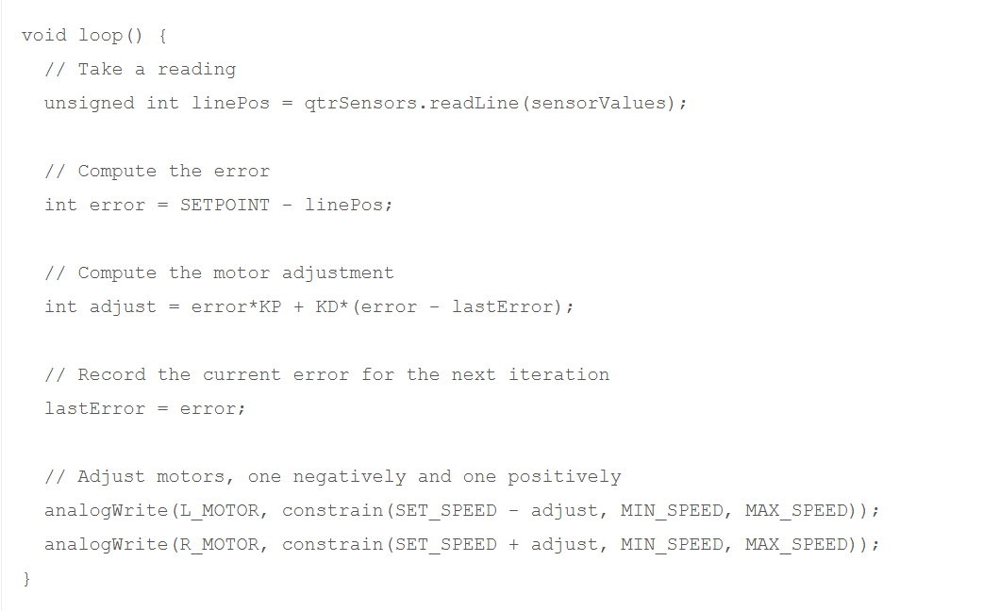 void loop() {
// Take a reading
unsigned int linePos = qtrSensors.readLine(sensorValues);
// Compute the error
int error = SETPOINT - linePos;
// Compute the motor adjustment
int adjust = error*KP + KD*(error - lastError);
// Record the current error for the next iteration
lastError = error;
// Adjust motors, one negatively and one positively
analogWrite(L_MOTOR, constrain(SET_SPEED - adjust, MIN_SPEED, MAX_SPEED));
analogWrite(R_MOTOR, constrain(SET_SPEED + adjust, MIN_SPEED, MAX_SPEED));
}